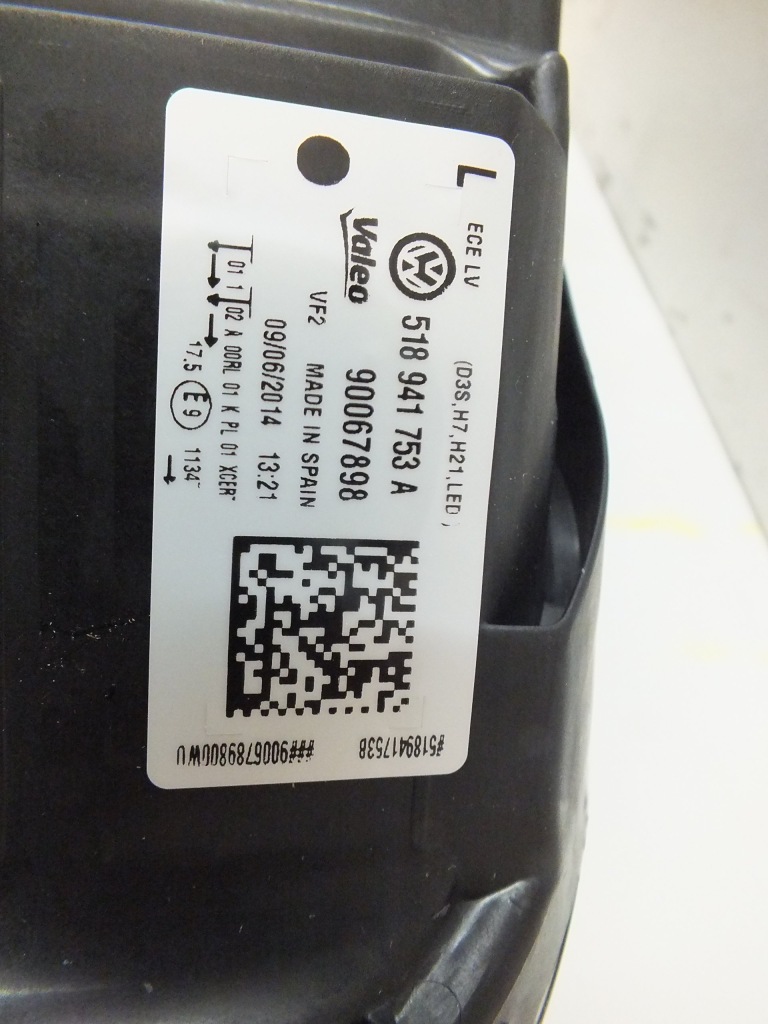 L
ECE LV
(D3S,H7,H21,LED)
518 941 753 A
Valeo
90067898
VF2 MADE IN SPAIN
09/06/2014 13:21
01 1 02 A 00RL 01 K PL 01 XCER
17.5 E9 1134
#518941753B
###9006789800WU